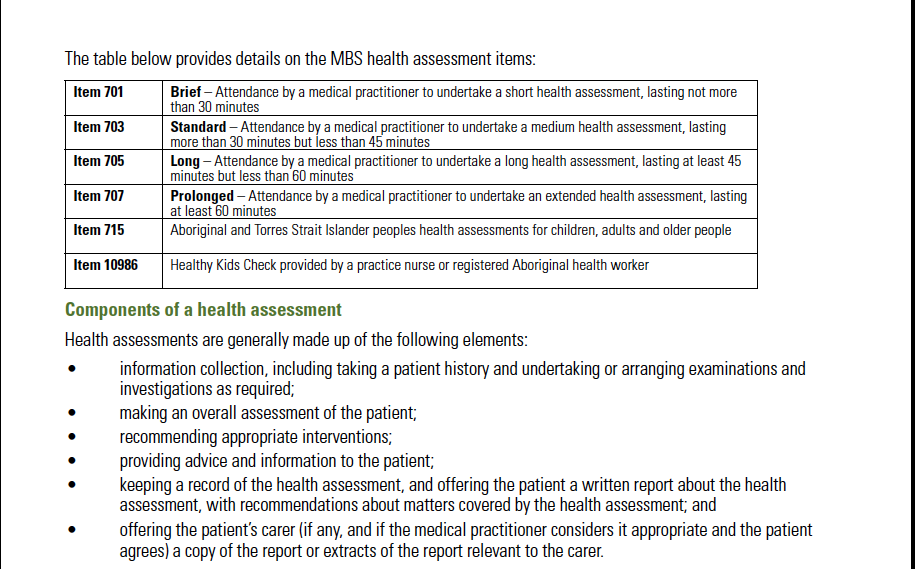 The table below provides details on the MBS health assessment items:
Item 701
Brief – Attendance by a medical practitioner to undertake a short health assessment, lasting not more
than 30 minutes
Item 703
Standard – Attendance by a medical practitioner to undertake a medium health assessment, lasting
more than 30 minutes but less than 45 minutes
Item 705
Long – Attendance by a medical practitioner to undertake a long health assessment, lasting at least 45
minutes but less than 60 minutes
Item 707
Prolonged – Attendance by a medical practitioner to undertake an extended health assessment, lasting
at least 60 minutes
Item 715
Aboriginal and Torres Strait Islander peoples health assessments for children, adults and older people
Item 10986
Healthy Kids Check provided by a practice nurse or registered Aboriginal health worker
Components of a health assessment
Health assessments are generally made up of the following elements:
• information collection, including taking a patient history and undertaking or arranging examinations and
investigations as required;
• making an overall assessment of the patient;
• recommending appropriate interventions;
• providing advice and information to the patient;
• keeping a record of the health assessment, and offering the patient a written report about the health
assessment, with recommendations about matters covered by the health assessment; and
• offering the patient's carer (if any, and if the medical practitioner considers it appropriate and the patient
agrees) a copy of the report or extracts of the report relevant to the carer.